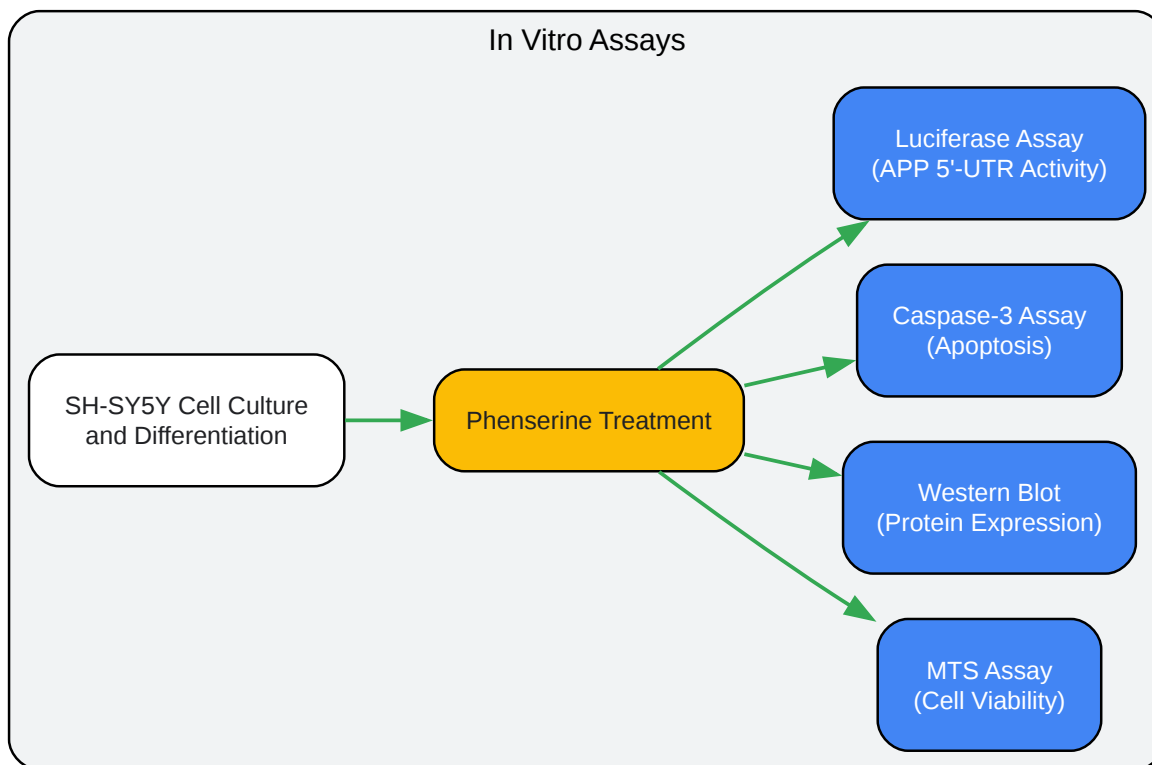 In Vitro Assays
Luciferase Assay
(APP 5'-UTR Activity)
Caspase-3 Assay
(Apoptosis)
SH-SY5Y Cell Culture
and Differentiation
Phenserine Treatment
Western Blot
(Protein Expression)
MTS Assay
(Cell Viability)